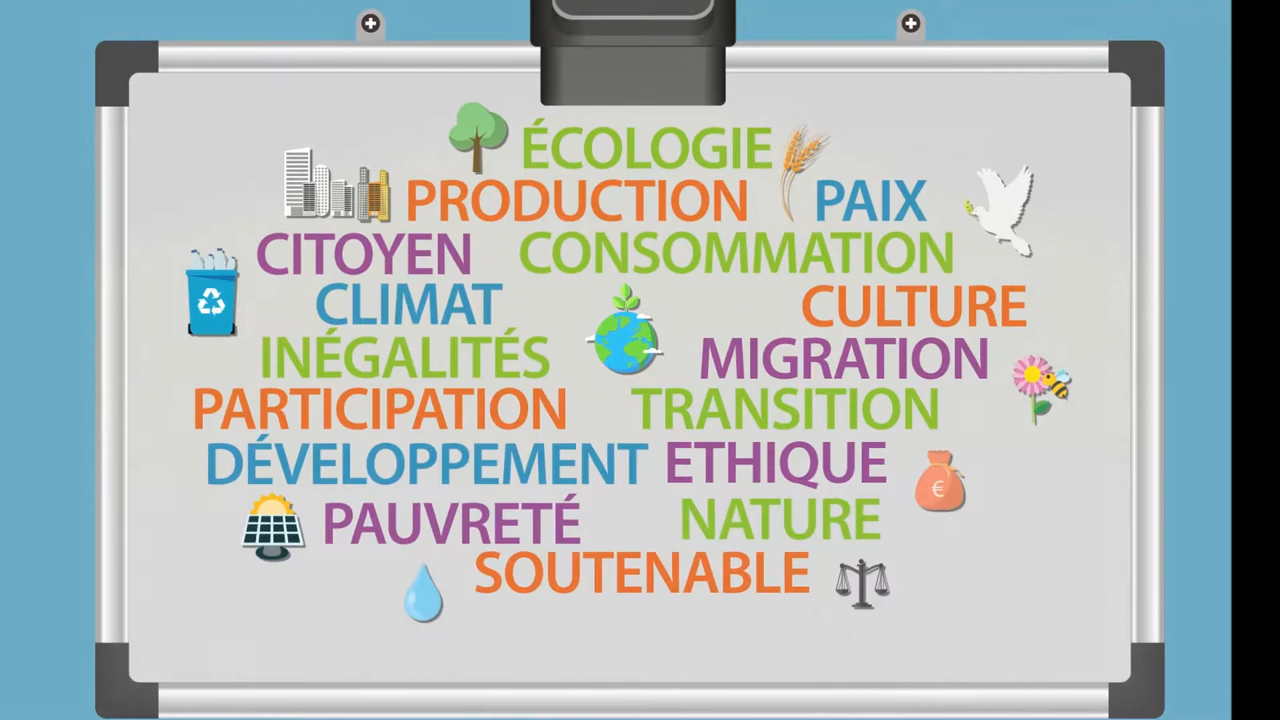 ÉCOLOGIE
PRODUCTION PAIX
CITOYEN CONSOMMATION
CLIMAT CULTURE
INÉGALITÉS MIGRATION
PARTICIPATION TRANSITION
DÉVELOPPEMENT ETHIQUE
€
PAUVRETÉ NATURE
SOUTENABLE